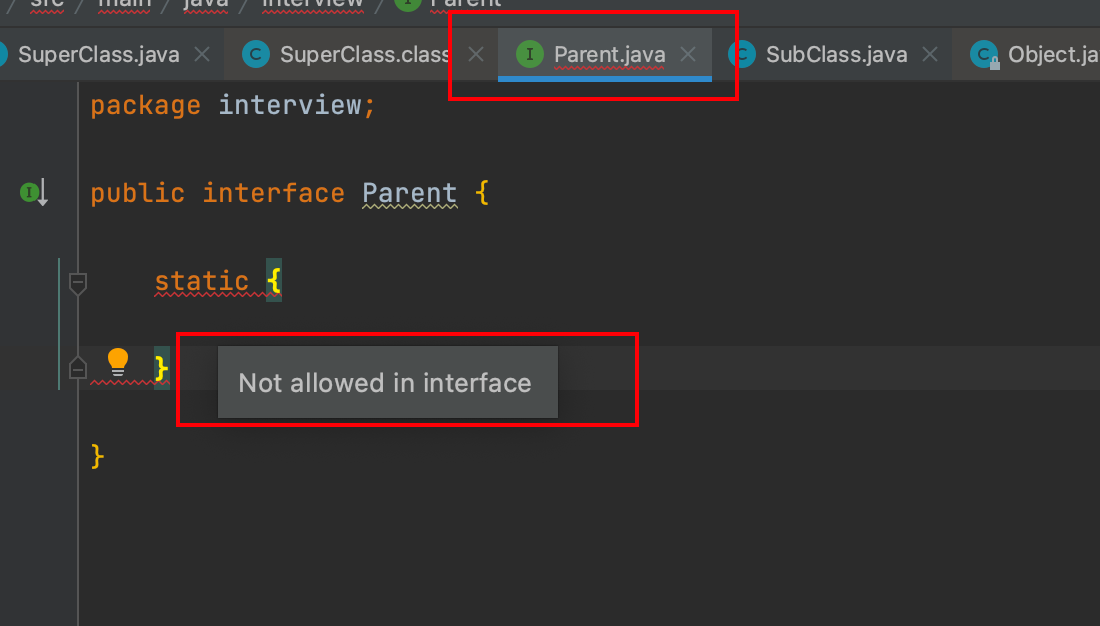 / src / main / java / interview / I Parent
SuperClass.java C SuperClass.class I Parent.java C SubClass.java C Object.ja
package interview;
I public interface Parent {
static {
}
Not allowed in interface
}